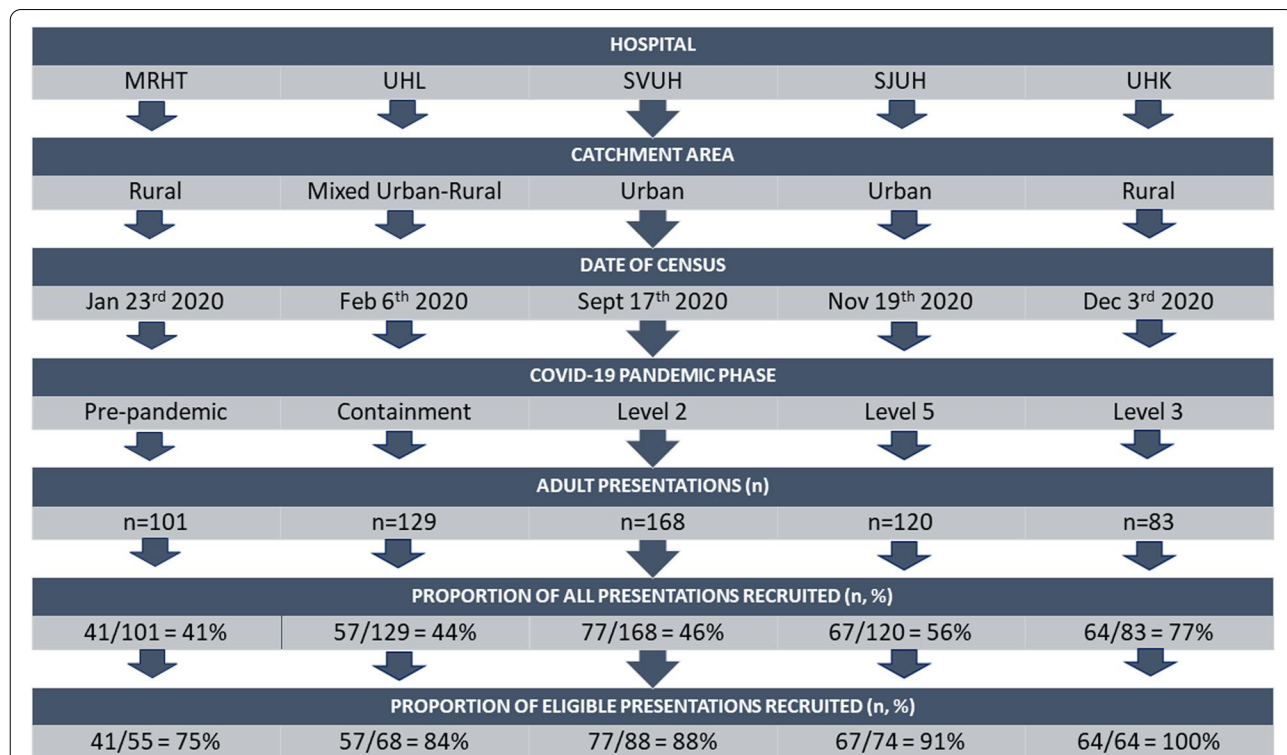 HOSPITAL
MRHT UHL SVUH SJUH UHK
CATCHMENT AREA
Rural Mixed Urban-Rural Urban Urban Rural
DATE OF CENSUS
Jan 23rd 2020 Feb 6th 2020 Sept 17th 2020 Nov 19th 2020 Dec 3rd 2020
COVID-19 PANDEMIC PHASE
Pre-pandemic Containment Level 2 Level 5 Level 3
ADULT PRESENTATIONS (n)
n=101 n=129 n=168 n=120 n=83
PROPORTION OF ALL PRESENTATIONS RECRUITED (n, %)
41/101 = 41% 57/129 = 44% 77/168 = 46% 67/120 = 56% 64/83 = 77%
PROPORTION OF ELIGIBLE PRESENTATIONS RECRUITED (n, %)
41/55 = 75% 57/68 = 84% 77/88 = 88% 67/74 = 91% 64/64 = 100%